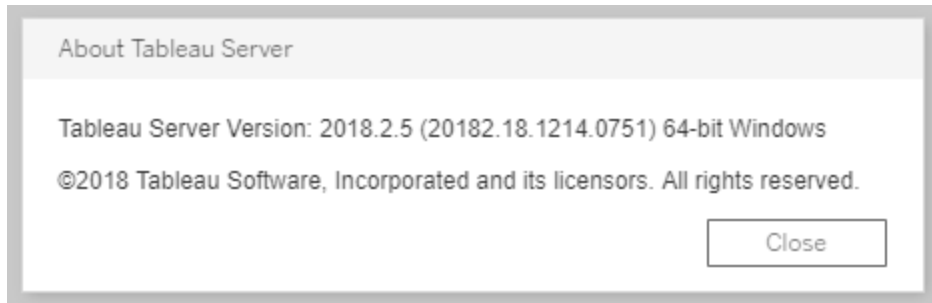 About Tableau Server
Tableau Server Version: 2018.2.5 (20182.18.1214.0751) 64-bit Windows
©2018 Tableau Software, Incorporated and its licensors. All rights reserved.
Close